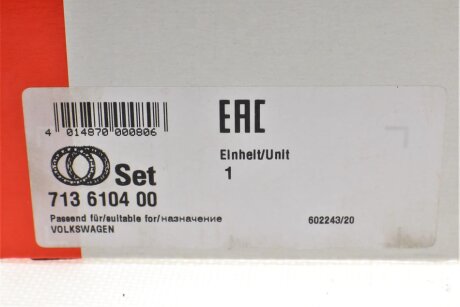 4 014870 000806
EAC
Set
Einheit/Unit
1
713 6104 00
Passend für/suitable for/назначение
VOLKSWAGEN
602243/20